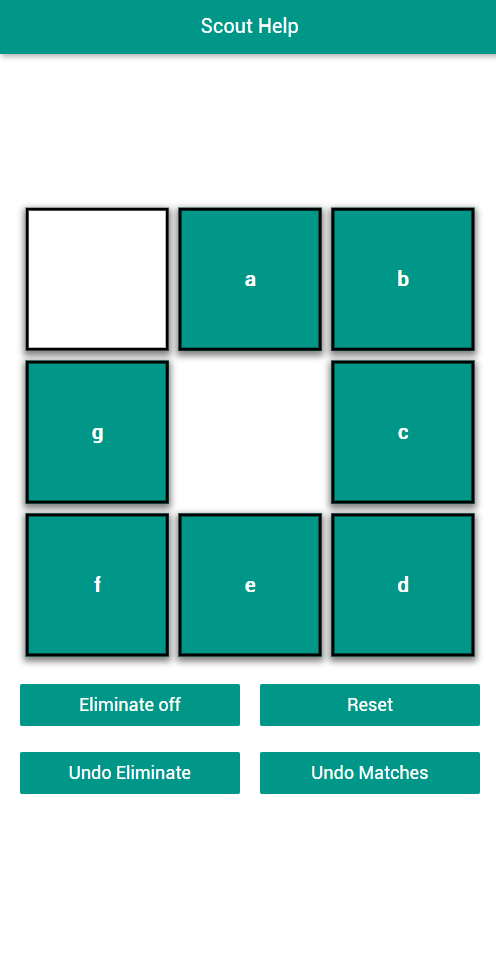 Scout Help
a b
g c
f e d
Eliminate off Reset
Undo Eliminate Undo Matches